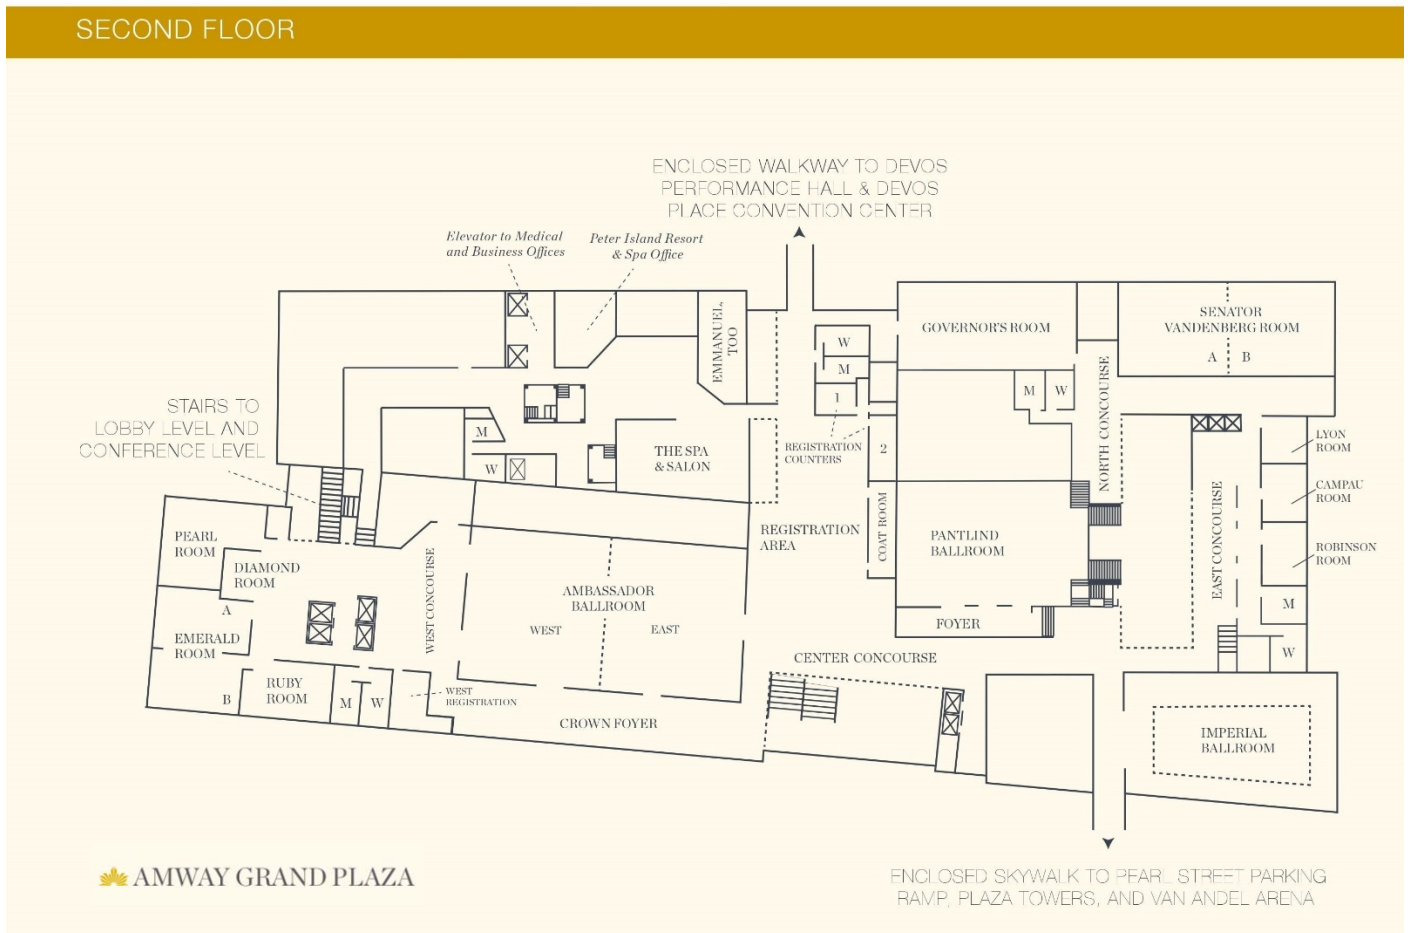 SECOND FLOOR
ENCLOSED WALKWAY TO DEVOS
PERFORMANCE HALL & DEVOS
PLACE CONVENTION CENTER
Elevator to Medical
and Business Offices
Peter Island Resort
& Spa Office
EMMANUEL,
TOO
W
M
1
REGISTRATION
COUNTERS
2
GOVERNOR'S ROOM
SENATOR
VANDENBERG ROOM
A
B
M
W
NORTH CONCOURSE
STAIRS TO
LOBBY LEVEL AND
CONFERENCE LEVEL
M
W
THE SPA
& SALON
LYON
ROOM
CAMPAU
ROOM
ROBINSON
ROOM
EAST CONCOURSE
M
W
PEARL
ROOM
DIAMOND
ROOM
A
EMERALD
ROOM
B
RUBY
ROOM
M
W
WEST CONCOURSE
WEST
REGISTRATION
AMBASSADOR
BALLROOM
WEST
EAST
REGISTRATION
AREA
COAT ROOM
PANTLIND
BALLROOM
FOYER
CENTER CONCOURSE
CROWN FOYER
IMPERIAL
BALLROOM
AMWAY GRAND PLAZA
ENCLOSED SKYWALK TO PEARL STREET PARKING
RAMP, PLAZA TOWERS, AND VAN ANDEL ARENA